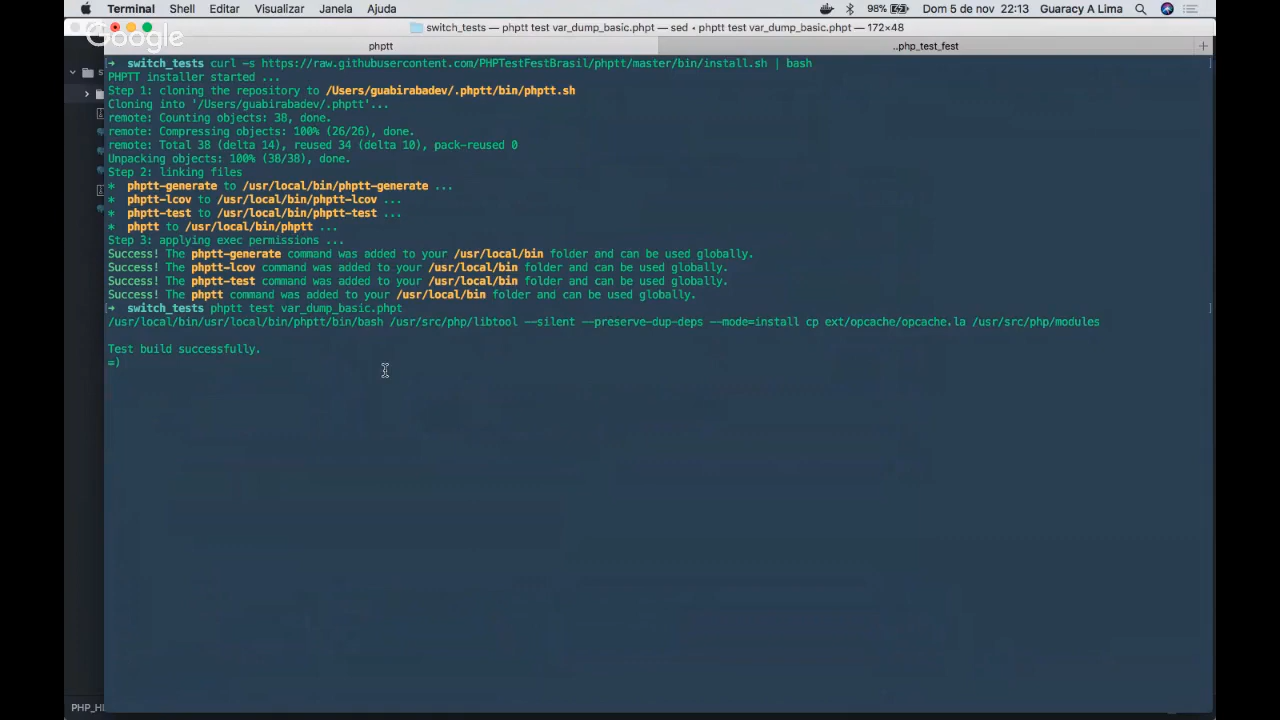 Terminal Shell Editar Visualizar Janela Ajuda 98% Dom 5 de nov 22:13 Guaracy A Lima
Google
switch_tests — phptt test var_dump_basic.phpt — sed • phptt test var_dump_basic.phpt — 172×48
phptt ..php_test_fest +
➜ switch_tests curl -s https://raw.githubusercontent.com/PHPTestFestBrasil/phptt/master/bin/install.sh | bash
PHPTT installer started ...
Step 1: cloning the repository to /Users/guabirabadev/.phptt/bin/phptt.sh
Cloning into '/Users/guabirabadev/.phptt'...
remote: Counting objects: 38, done.
remote: Compressing objects: 100% (26/26), done.
remote: Total 38 (delta 14), reused 34 (delta 10), pack-reused 0
Unpacking objects: 100% (38/38), done.
Step 2: linking files
* phptt-generate to /usr/local/bin/phptt-generate ...
* phptt-lcov to /usr/local/bin/phptt-lcov ...
* phptt-test to /usr/local/bin/phptt-test ...
* phptt to /usr/local/bin/phptt ...
Step 3: applying exec permissions ...
Success! The phptt-generate command was added to your /usr/local/bin folder and can be used globally.
Success! The phptt-lcov command was added to your /usr/local/bin folder and can be used globally.
Success! The phptt-test command was added to your /usr/local/bin folder and can be used globally.
Success! The phptt command was added to your /usr/local/bin folder and can be used globally.
➜ switch_tests phptt test var_dump_basic.phpt
/usr/local/bin/usr/local/bin/phptt/bin/bash /usr/src/php/libtool --silent --preserve-dup-deps --mode=install cp ext/opcache/opcache.la /usr/src/php/modules
Test build successfully.
=)
PHP_H